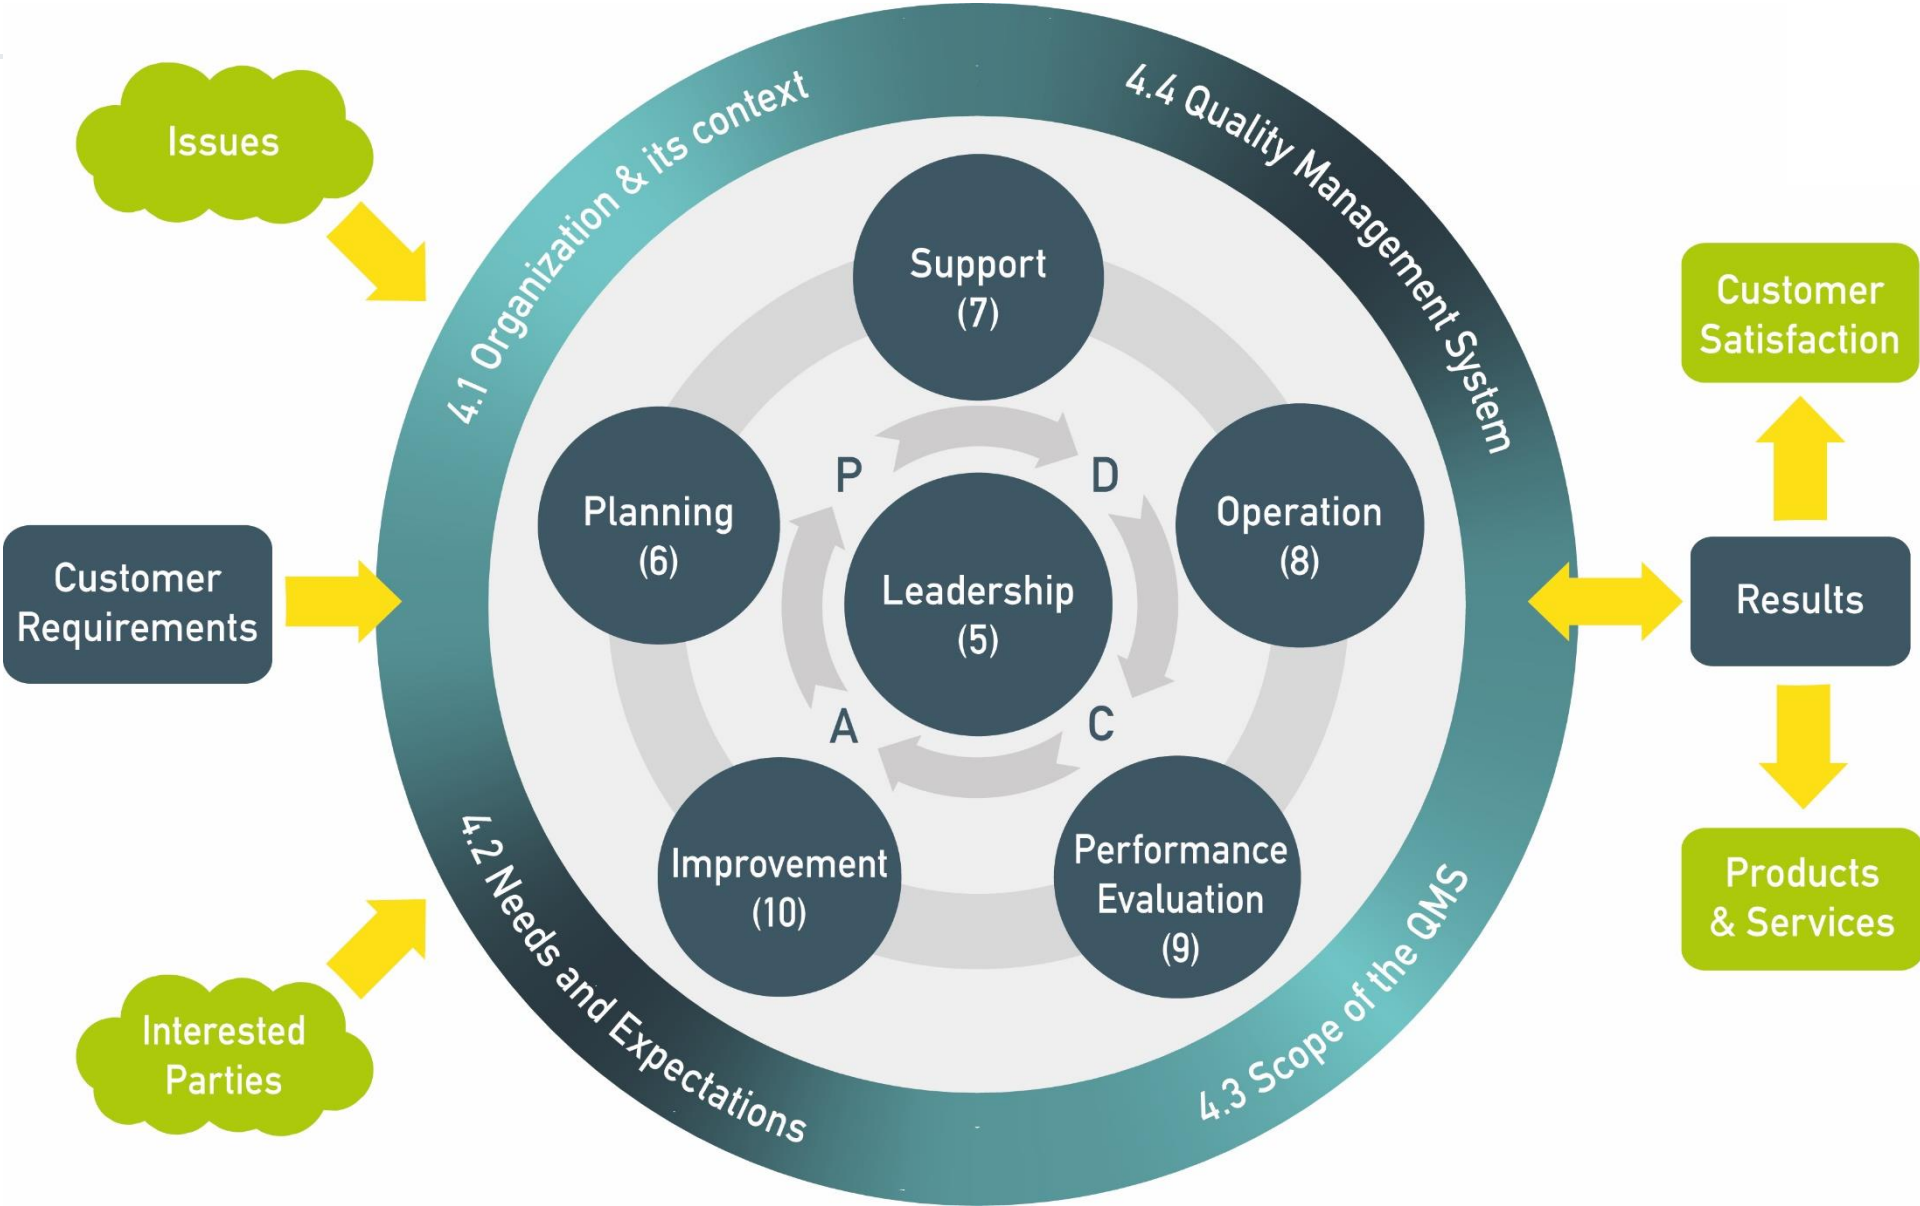 Issues
4.1 Organization & its context
4.4 Quality Management System
Support
(7)
Customer
Satisfaction
P
D
Planning
(6)
Operation
(8)
Leadership
(5)
Customer
Requirements
Results
A
C
Improvement
(10)
Performance
Evaluation
(9)
Products
& Services
4.2 Needs and Expectations
4.3 Scope of the QMS
Interested
Parties